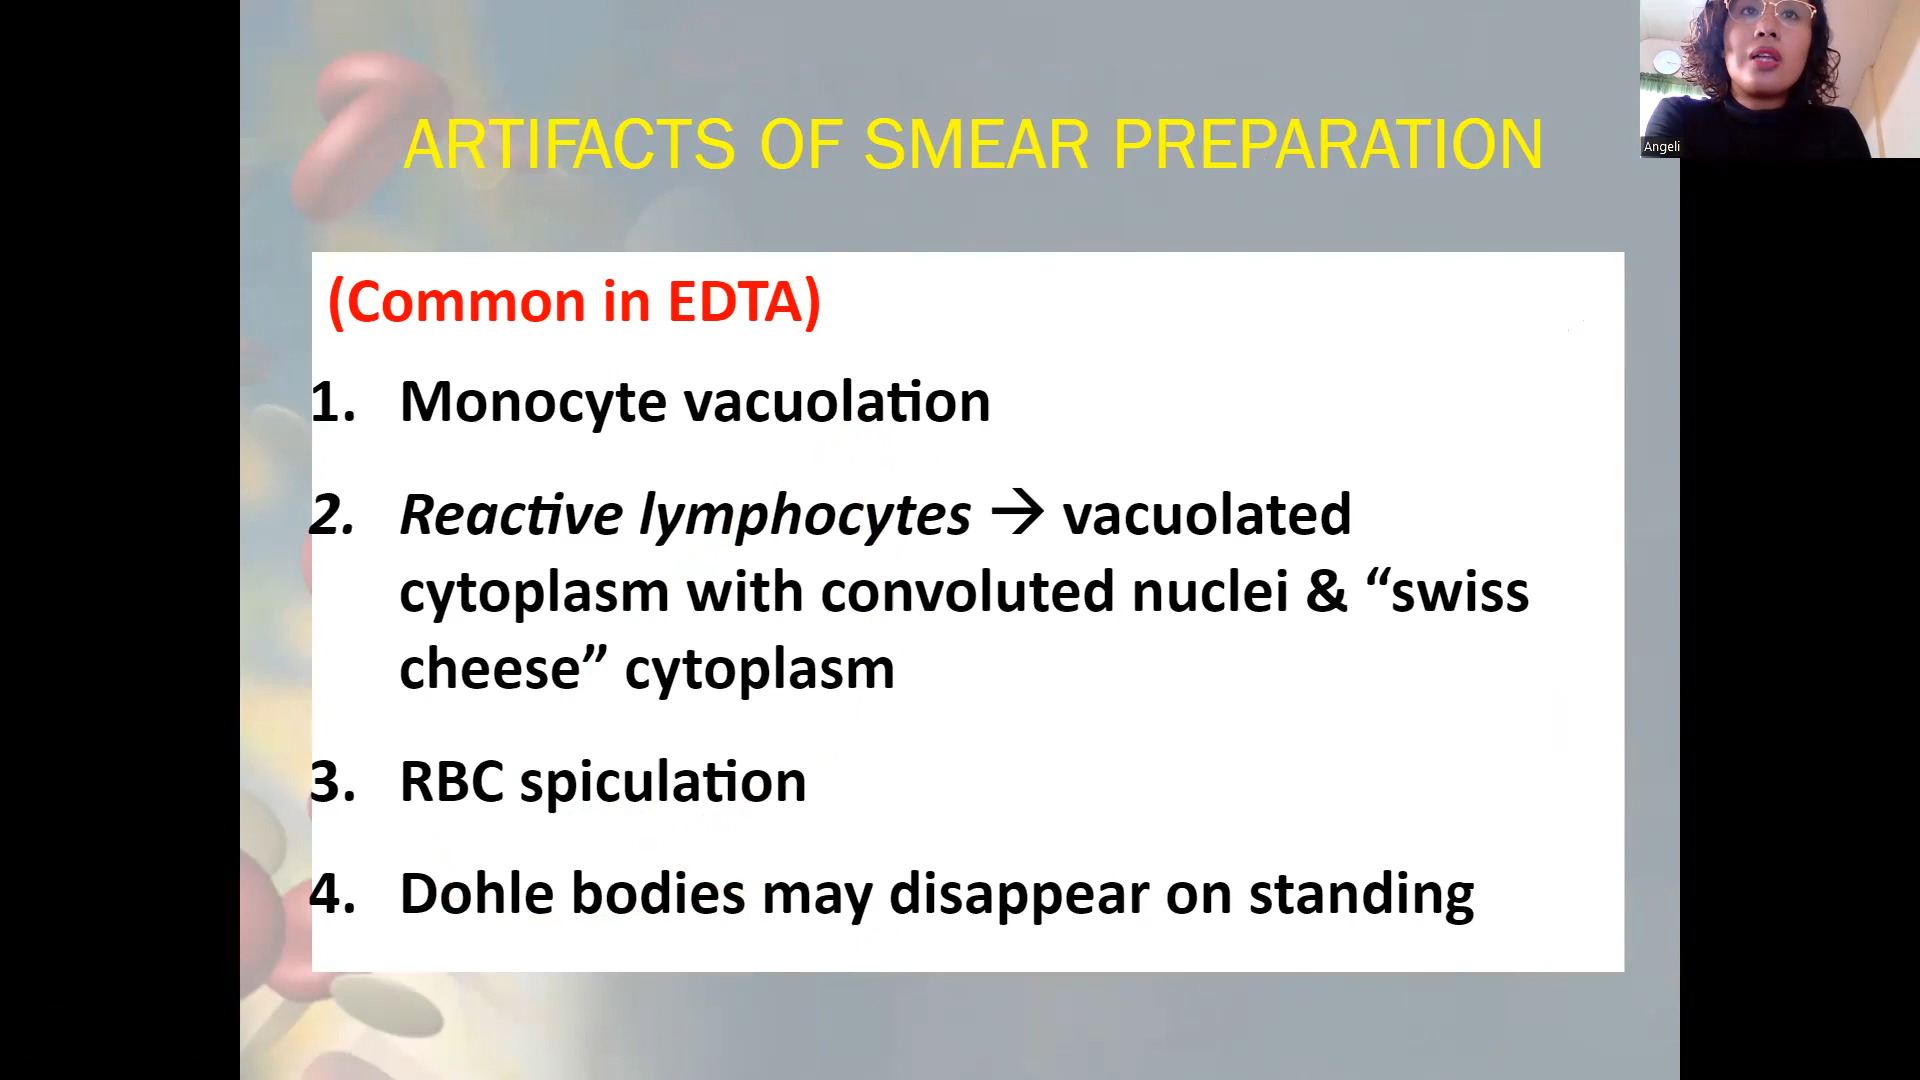 ARTIFACTS OF SMEAR PREPARATION
Angeli
(Common in EDTA)
1. Monocyte vacuolation
2. Reactive lymphocytes → vacuolated
cytoplasm with convoluted nuclei & “swiss
cheese” cytoplasm
3. RBC spiculation
4. Dohle bodies may disappear on standing